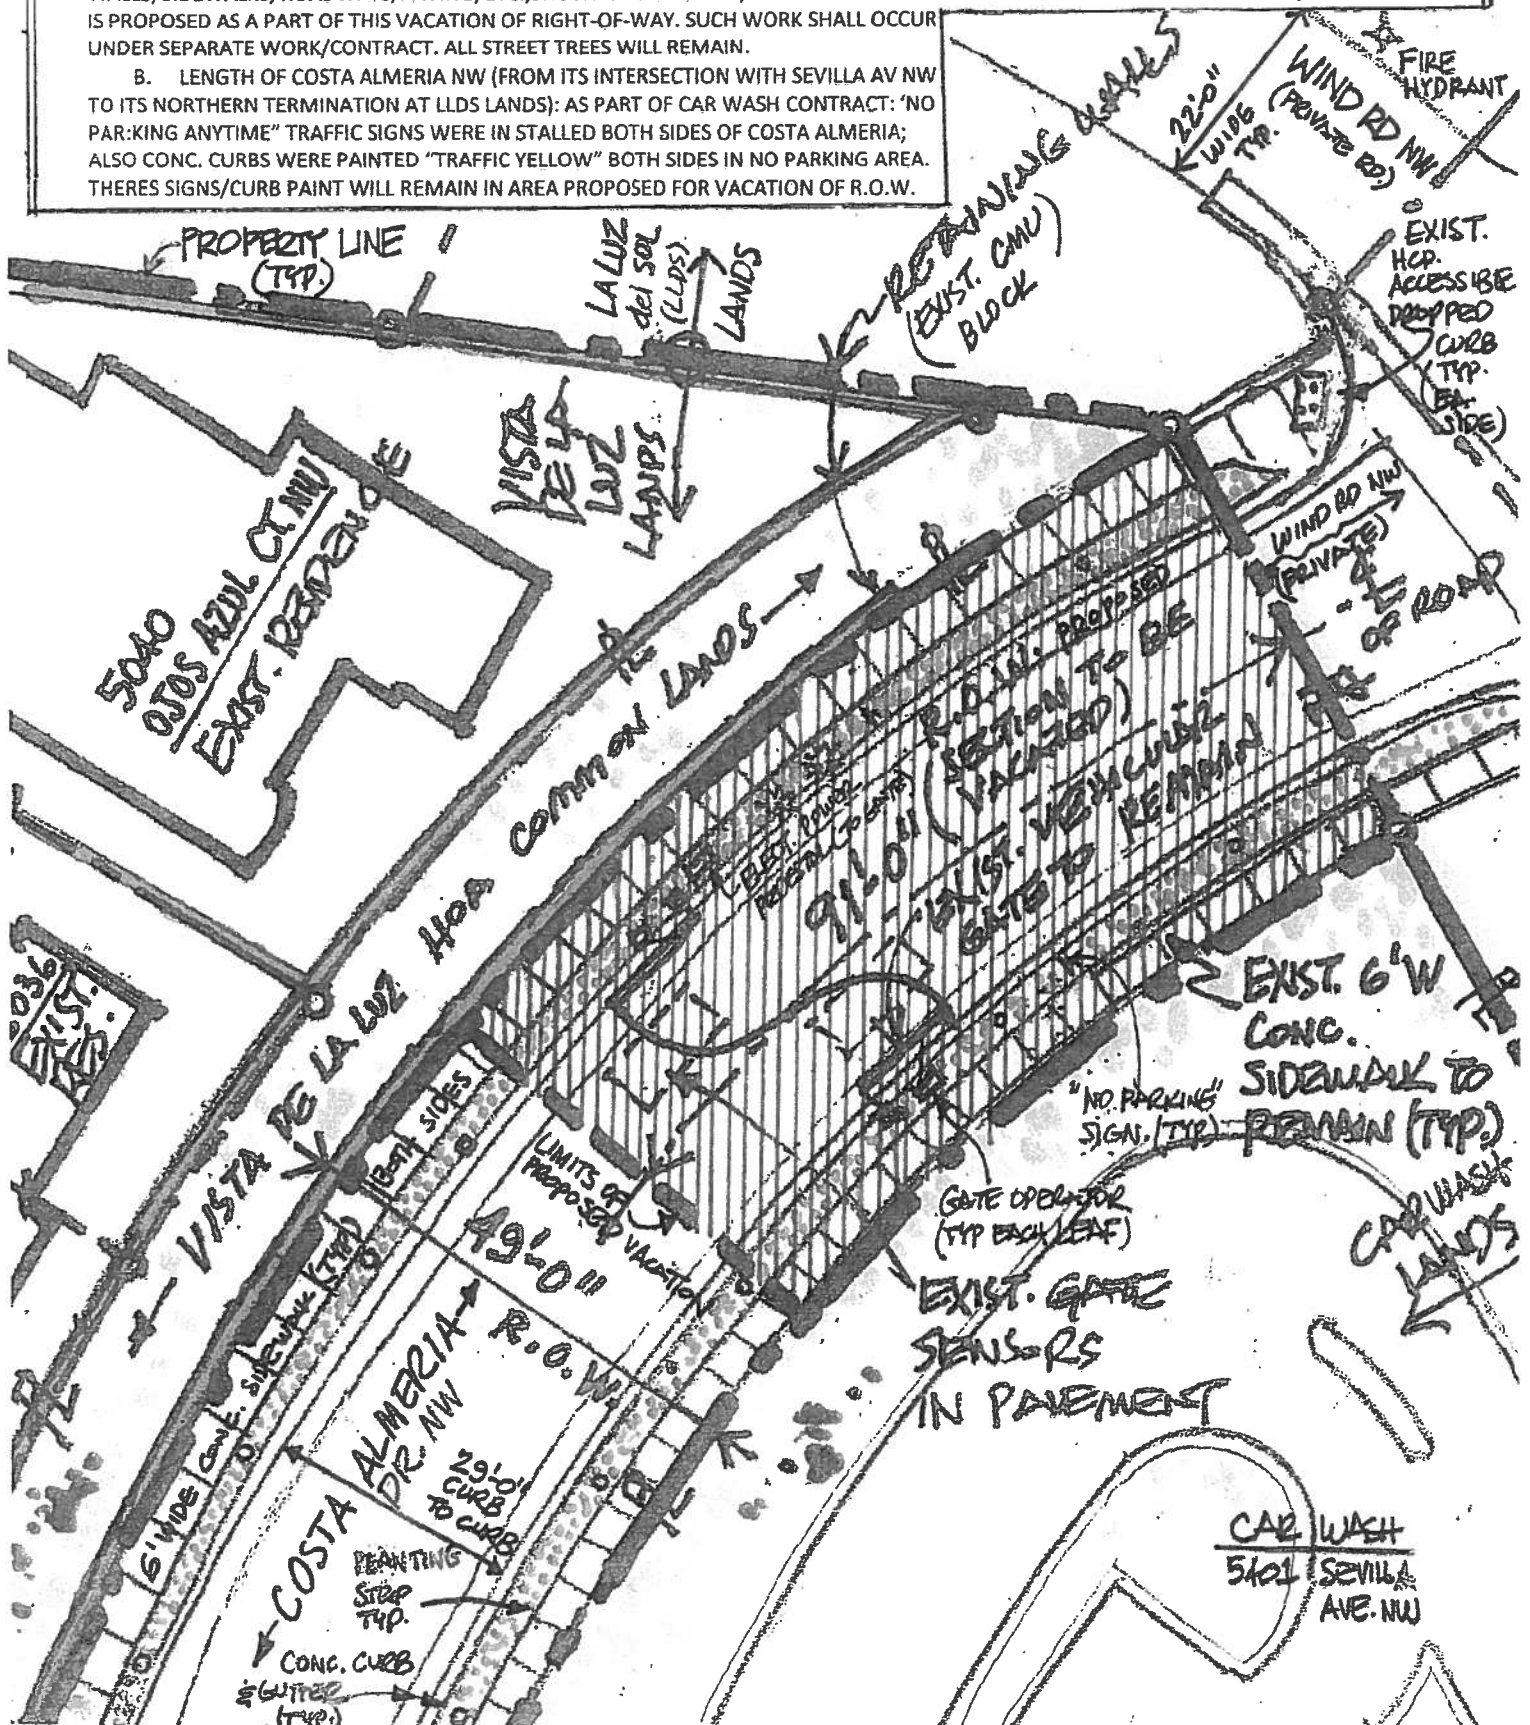 IS PROPOSED AS A PART OF THIS VACATION OF RIGHT-OF-WAY. SUCH WORK SHALL OCCUR
UNDER SEPARATE WORK/CONTRACT. ALL STREET TREES WILL REMAIN.
B. LENGTH OF COSTA ALMERIA NW (FROM ITS INTERSECTION WITH SEVILLA AV NW
TO ITS NORTHERN TERMINATION AT LLDS LANDS): AS PART OF CAR WASH CONTRACT: ‘NO
PAR:KING ANYTIME” TRAFFIC SIGNS WERE IN STALLED BOTH SIDES OF COSTA ALMERIA;
ALSO CONC. CURBS WERE PAINTED “TRAFFIC YELLOW” BOTH SIDES IN NO PARKING AREA.
THERES SIGNS/CURB PAINT WILL REMAIN IN AREA PROPOSED FOR VACATION OF R.O.W.
22'-0"
WIDE
TYP.
WIND RD NW
(PRIVATE RD.)
FIRE
HYDRANT
PROPERTY LINE
(TYP.)
LA LUZ
del SOL
(LLDS)
LANDS
RETAINING WALLS
(EXIST. CMU
BLOCK
EXIST.
HCP.
ACCESSIBLE
DROPPED
CURB
(TYP.
EA.
SIDE)
VISTA
DE LA
LUZ
LANDS
5040
OJOS AZUL CT. NW
EXIST. RESIDENCE
WIND RD NW
(PRIVATE)
OF ROAD
R.O.W. PROPOSED
(SECTION TO BE
VACATED)
ELECT. POWER
PEDESTAL (TO GATE)
91'-0"
EXIST. VEHICULAR
GATE TO
REMAIN
VISTA DE LA LUZ HOA COMMON LANDS
EXIST.
EXIST. 6'W
CONC.
SIDEWALK TO
REMAIN (TYP.)
"NO PARKING"
SIGN. (TYP)
LIMITS OF
PROPOSED VACATION
GATE OPERATOR
(TYP EACH LEAF)
CAR WASH
LANDS
EXIST. GATE
SENSORS
IN PAVEMENT
6' WIDE CONC. SIDEWALK (TYP) BOTH SIDES
49'-0"
R.O.W.
COSTA ALMERIA
DR. NW
29'-0"
CURB
TO CURB
PLANTING
STRIP
TYP.
CONC. CURB
& GUTTER
(TYP.)
CAR WASH
5401 SEVILLA
AVE. NW